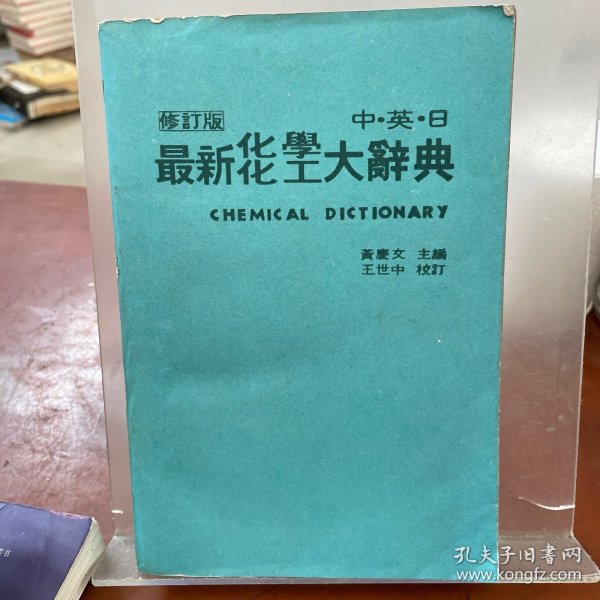 修訂版
中·英·日
最新化學化工大辭典
CHEMICAL DICTIONARY
黃慶文 主編
王世中 校訂
孔夫子旧书网
www.kongfz.com